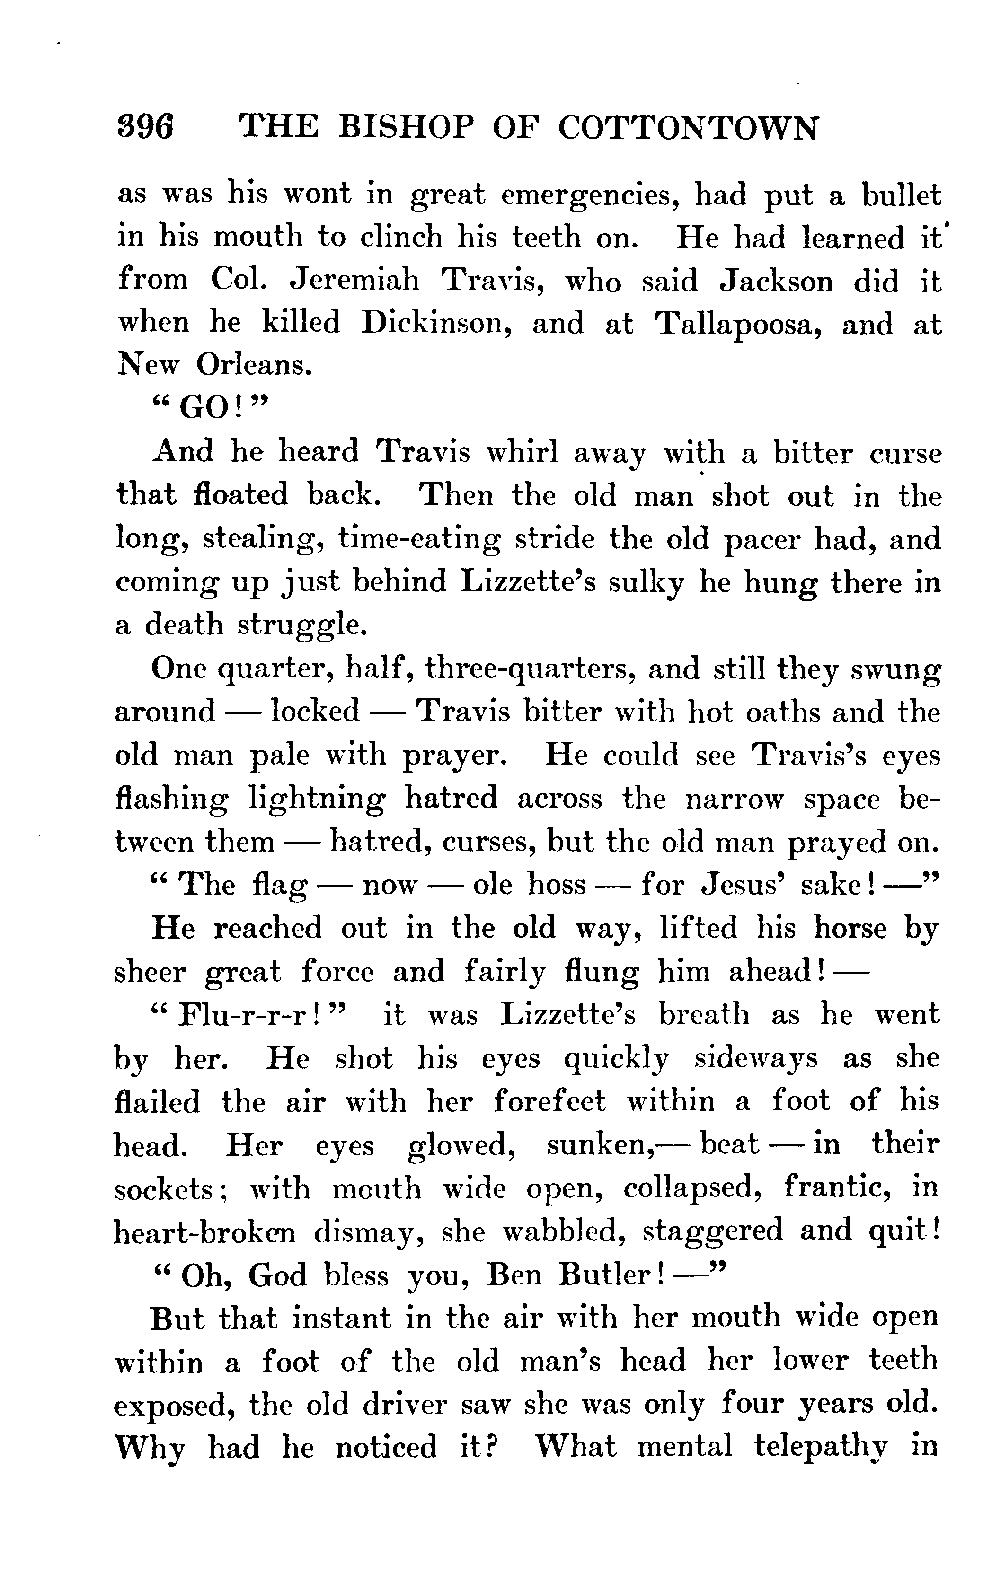 396 THE BISHOP OF COTTONTOWN
as was his wont in great emergencies, had put a bullet
in his mouth to clinch his teeth on. He had learned it
from Col. Jeremiah Travis, who said Jackson did it
when he killed Dickinson, and at Tallapoosa, and at
New Orleans.
“ GO! ”
And he heard Travis whirl away with a bitter curse
that floated back. Then the old man shot out in the
long, stealing, time-eating stride the old pacer had, and
coming up just behind Lizzette’s sulky he hung there in
a death struggle.
One quarter, half, three-quarters, and still they swung
around — locked — Travis bitter with hot oaths and the
old man pale with prayer. He could see Travis’s eyes
flashing lightning hatred across the narrow space be-
tween them — hatred, curses, but the old man prayed on.
“ The flag — now — ole hoss — for Jesus’ sake! —”
He reached out in the old way, lifted his horse by
sheer great force and fairly flung him ahead! —
“ Flu-r-r-r! ” it was Lizzette’s breath as he went
by her. He shot his eyes quickly sideways as she
flailed the air with her forefeet within a foot of his
head. Her eyes glowed, sunken,— beat — in their
sockets; with mouth wide open, collapsed, frantic, in
heart-broken dismay, she wabbled, staggered and quit!
“ Oh, God bless you, Ben Butler! —”
But that instant in the air with her mouth wide open
within a foot of the old man’s head her lower teeth
exposed, the old driver saw she was only four years old.
Why had he noticed it? What mental telepathy in